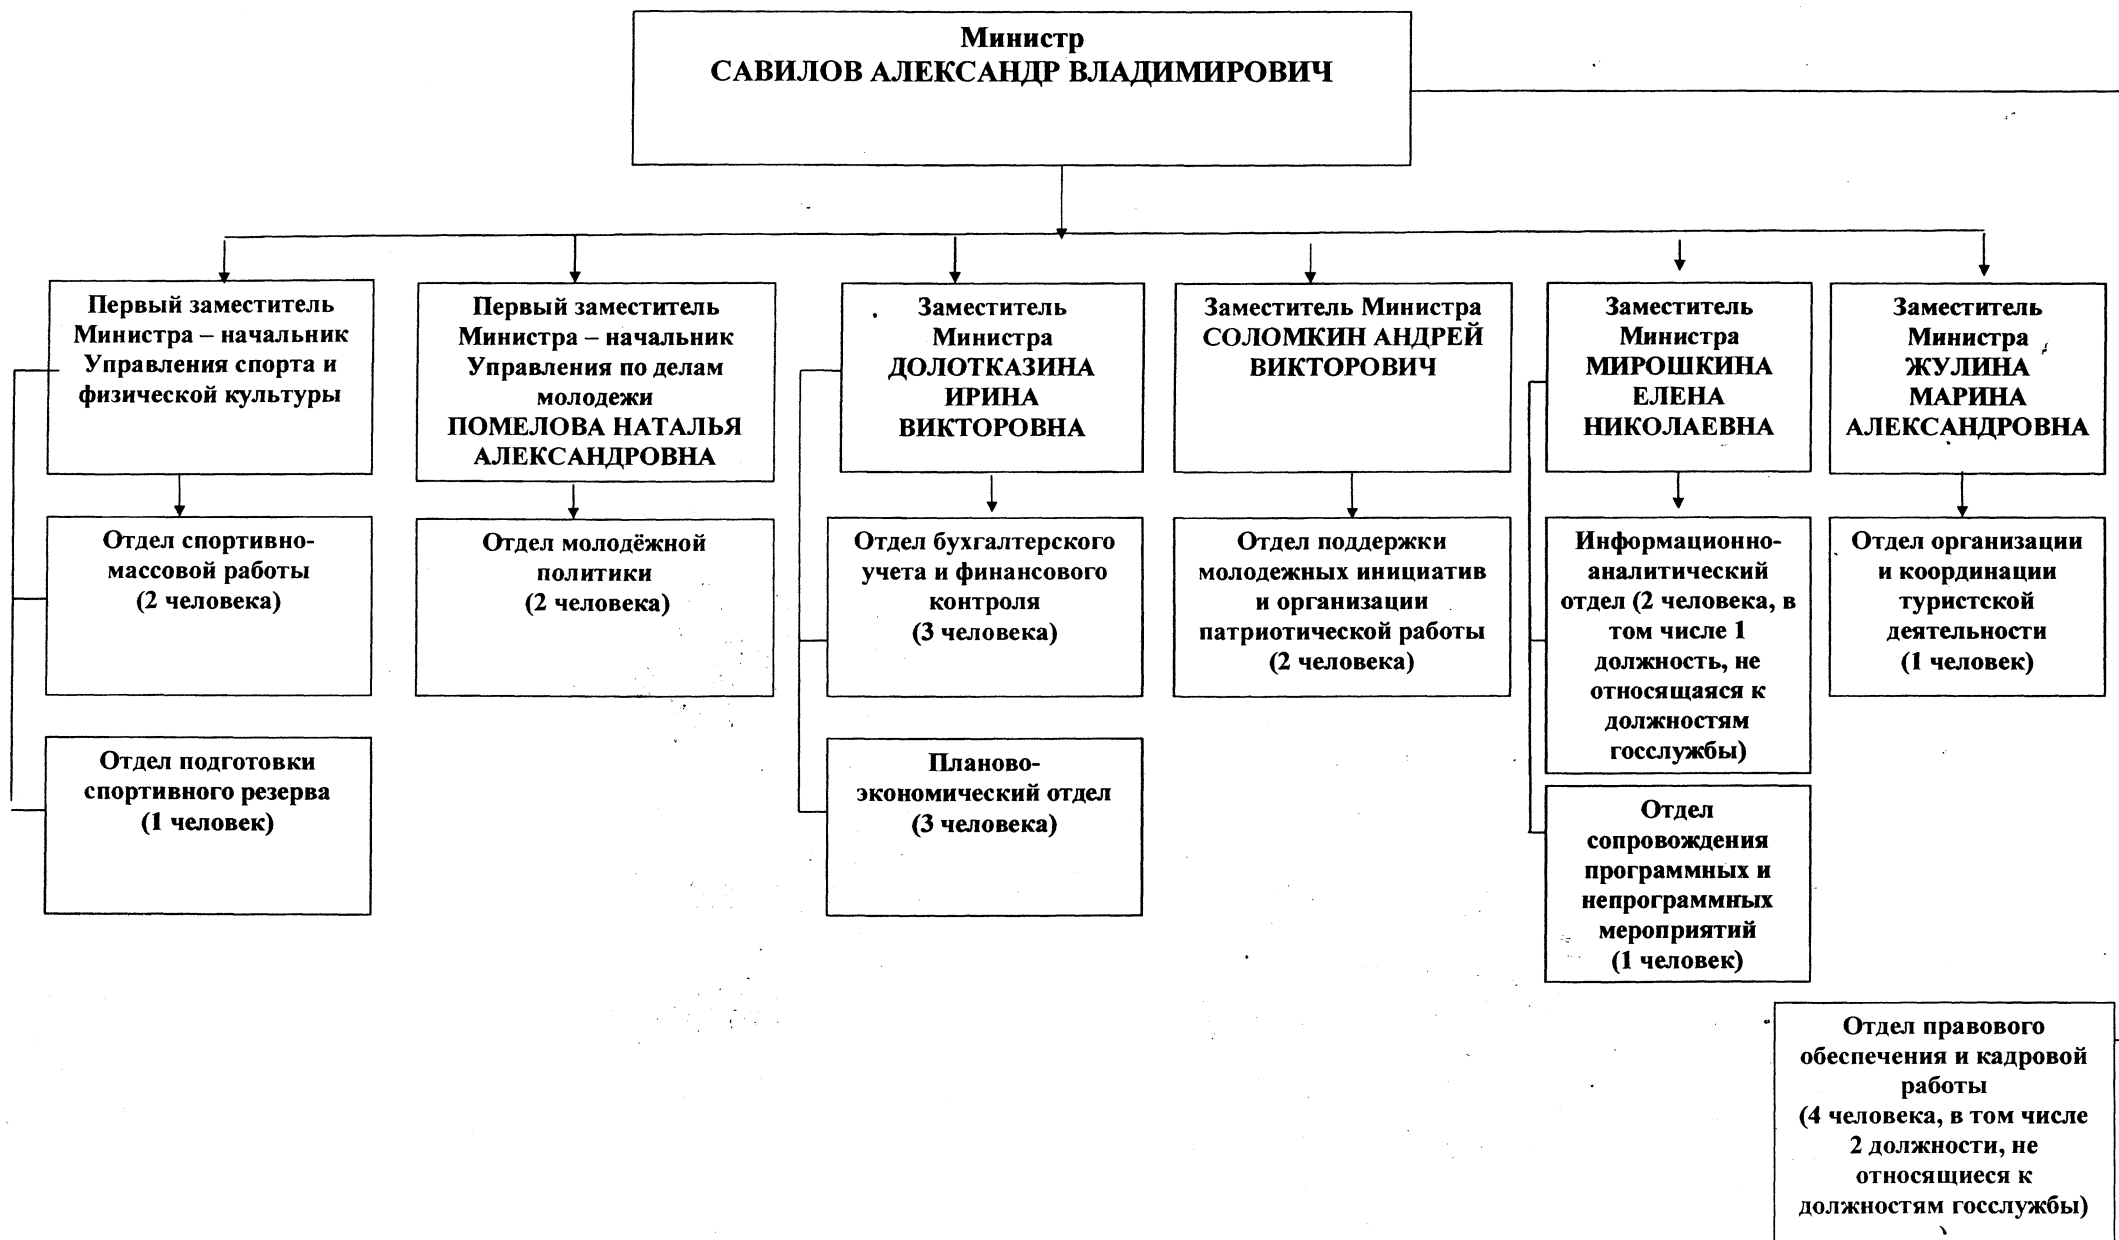 Министр
САВИЛОВ АЛЕКСАНДР ВЛАДИМИРОВИЧ
Первый заместитель
Министра – начальник
Управления спорта и
физической культуры
Первый заместитель
Министра – начальник
Управления по делам
молодежи
ПОМЕЛОВА НАТАЛЬЯ
АЛЕКСАНДРОВНА
Заместитель
Министра
ДОЛОТКАЗИНА
ИРИНА
ВИКТОРОВНА
Заместитель Министра
СОЛОМКИН АНДРЕЙ
ВИКТОРОВИЧ
Заместитель
Министра
МИРОШКИНА
ЕЛЕНА
НИКОЛАЕВНА
Заместитель
Министра
ЖУЛИНА
МАРИНА
АЛЕКСАНДРОВНА
Отдел спортивно-
массовой работы
(2 человека)
Отдел молодёжной
политики
(2 человека)
Отдел бухгалтерского
учета и финансового
контроля
(3 человека)
Отдел поддержки
молодежных инициатив
и организации
патриотической работы
(2 человека)
Информационно-
аналитический
отдел (2 человека, в
том числе 1
должность, не
относящаяся к
должностям
госслужбы)
Отдел организации
и координации
туристской
деятельности
(1 человек)
Отдел подготовки
спортивного резерва
(1 человек)
Планово-
экономический отдел
(3 человека)
Отдел
сопровождения
программных и
непрограммных
мероприятий
(1 человек)
Отдел правового
обеспечения и кадровой
работы
(4 человека, в том числе
2 должности, не
относящиеся к
должностям госслужбы)